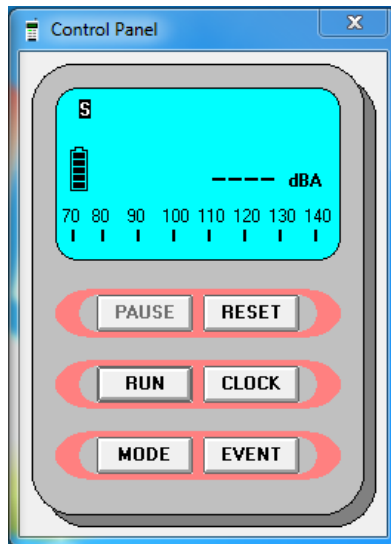 Control Panel
S
---- dBA
70 80 90 100 110 120 130 140
PAUSE RESET
RUN CLOCK
MODE EVENT